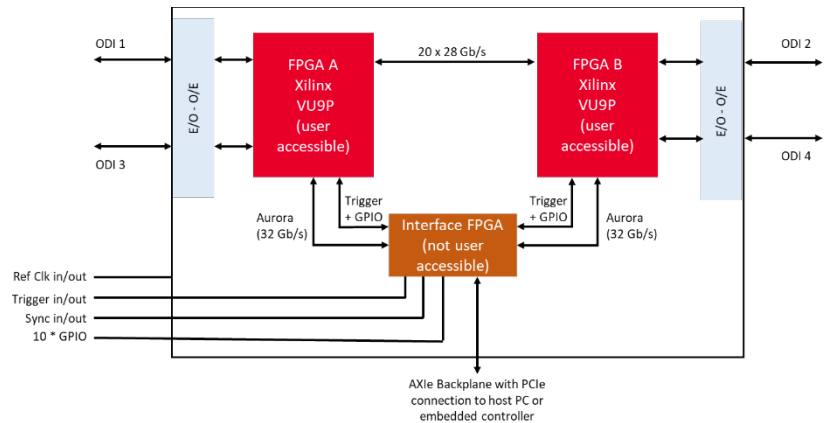 ODI 1
ODI 3
E/O - O/E
FPGA A
Xilinx
VU9P
(user
accessible)
20 x 28 Gb/s
FPGA B
Xilinx
VU9P
(user
accessible)
E/O - O/E
ODI 2
ODI 4
Aurora
(32 Gb/s)
Trigger
+ GPIO
Interface FPGA
(not user
accessible)
Trigger
+ GPIO
Aurora
(32 Gb/s)
Ref Clk in/out
Trigger in/out
Sync in/out
10 * GPIO
AXIe Backplane with PCIe
connection to host PC or
embedded controller